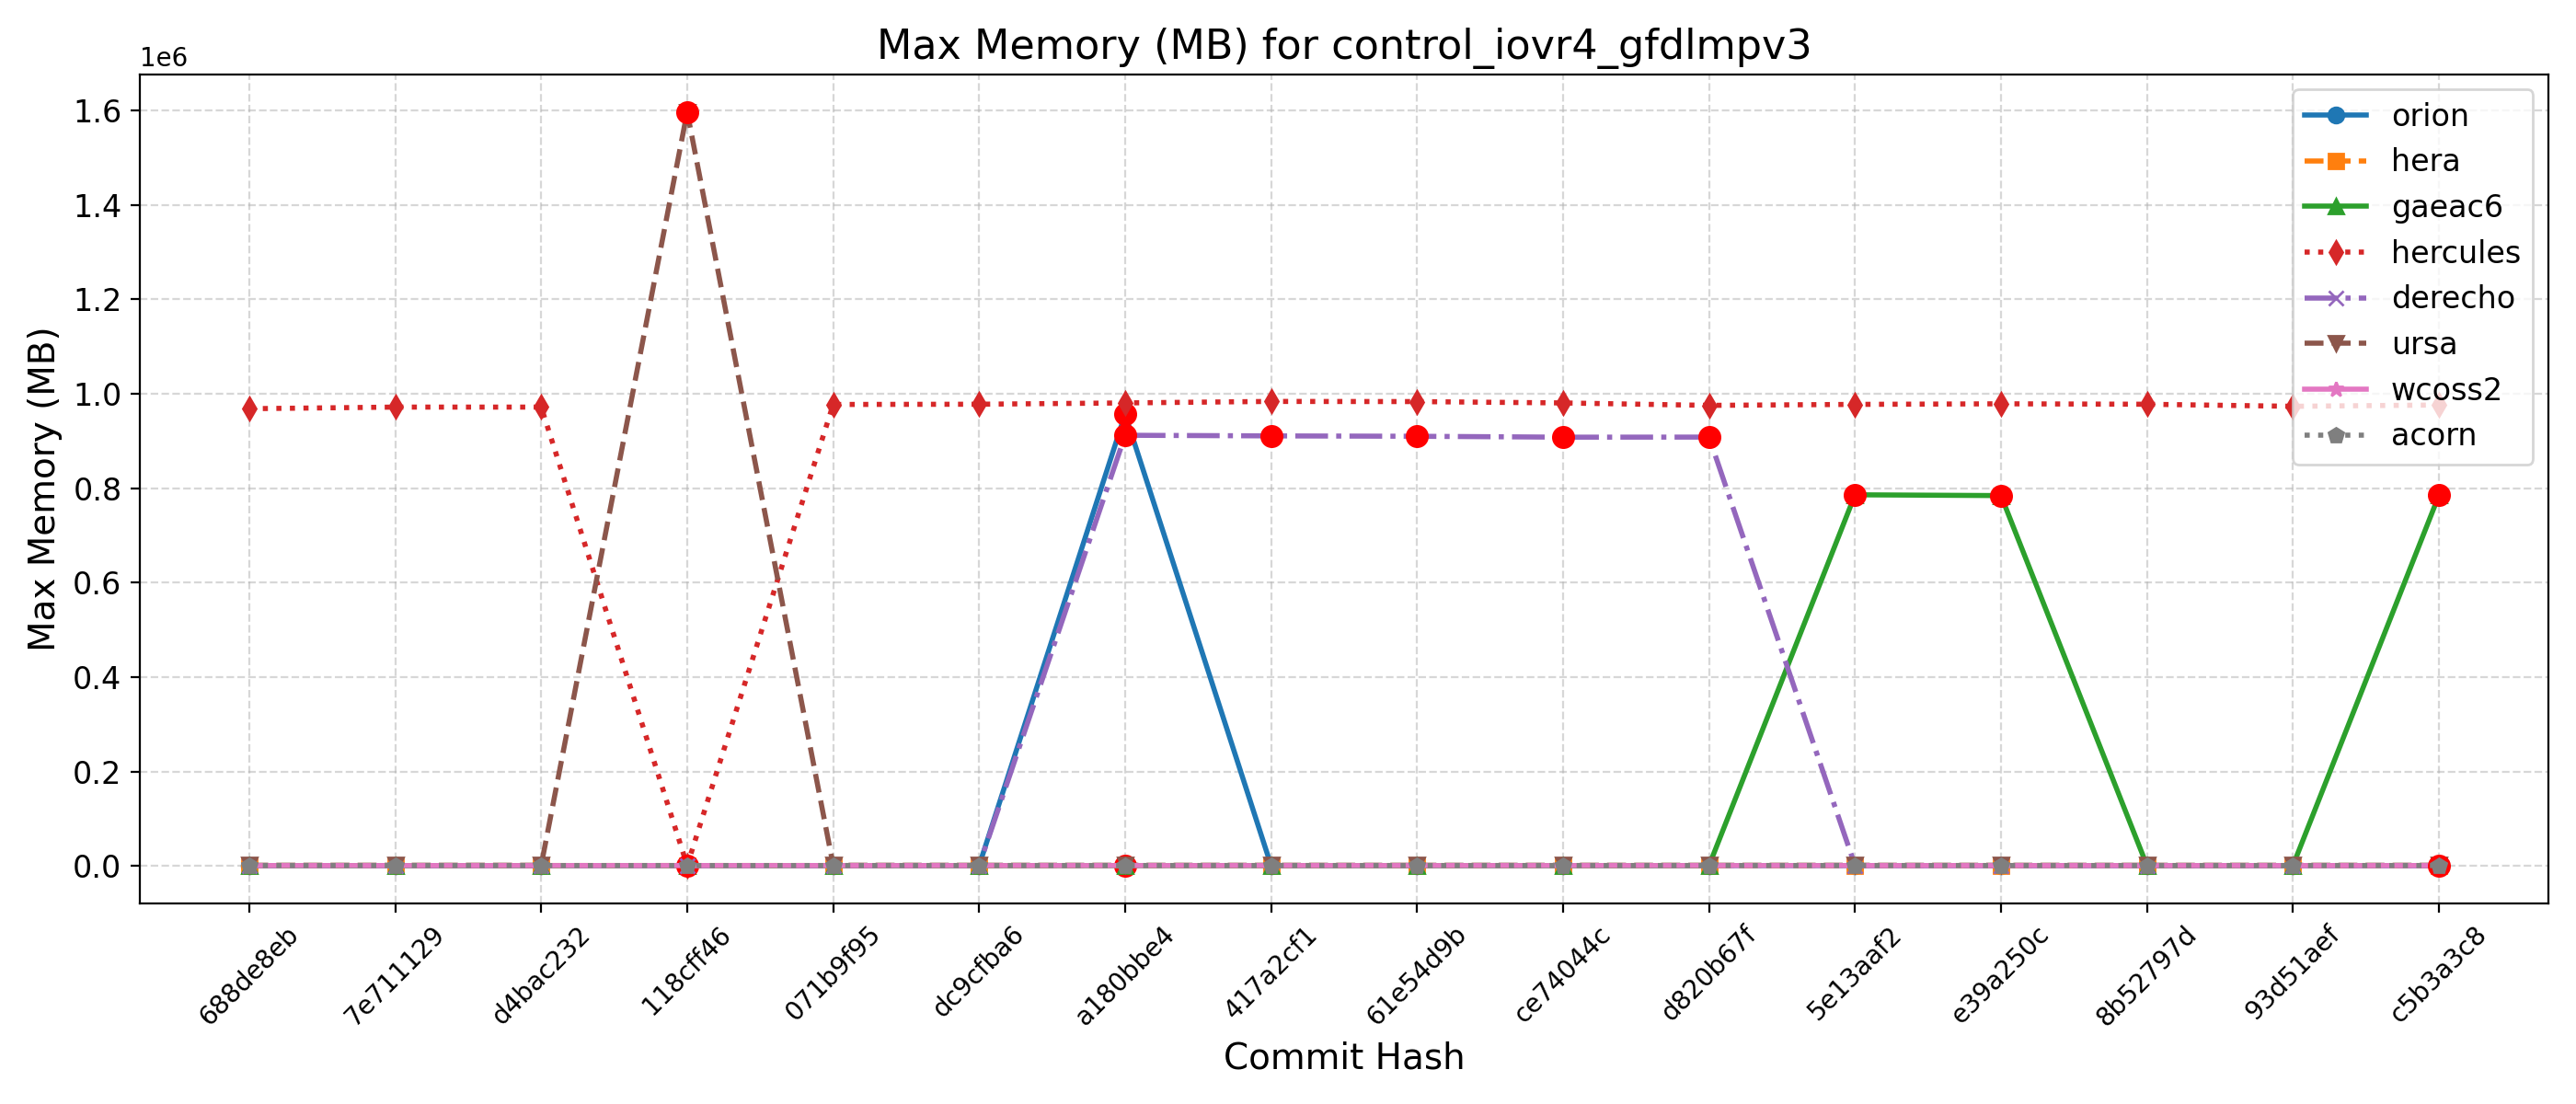 Max Memory (MB) for control_iovr4_gfdlmpv3
1e6
1.6
1.4
1.2
1.0
0.8
0.6
0.4
0.2
0.0
Max Memory (MB)
orion
hera
gaeac6
hercules
derecho
ursa
wcoss2
acorn
688de8eb
7e711129
d4bac232
118cff46
071b9f95
dc9cfba6
a180bbe4
417a2cf1
61e54d9b
ce74044c
d820b67f
5e13aaf2
e39a250c
8b52797d
93d51aef
c5b3a3c8
Commit Hash